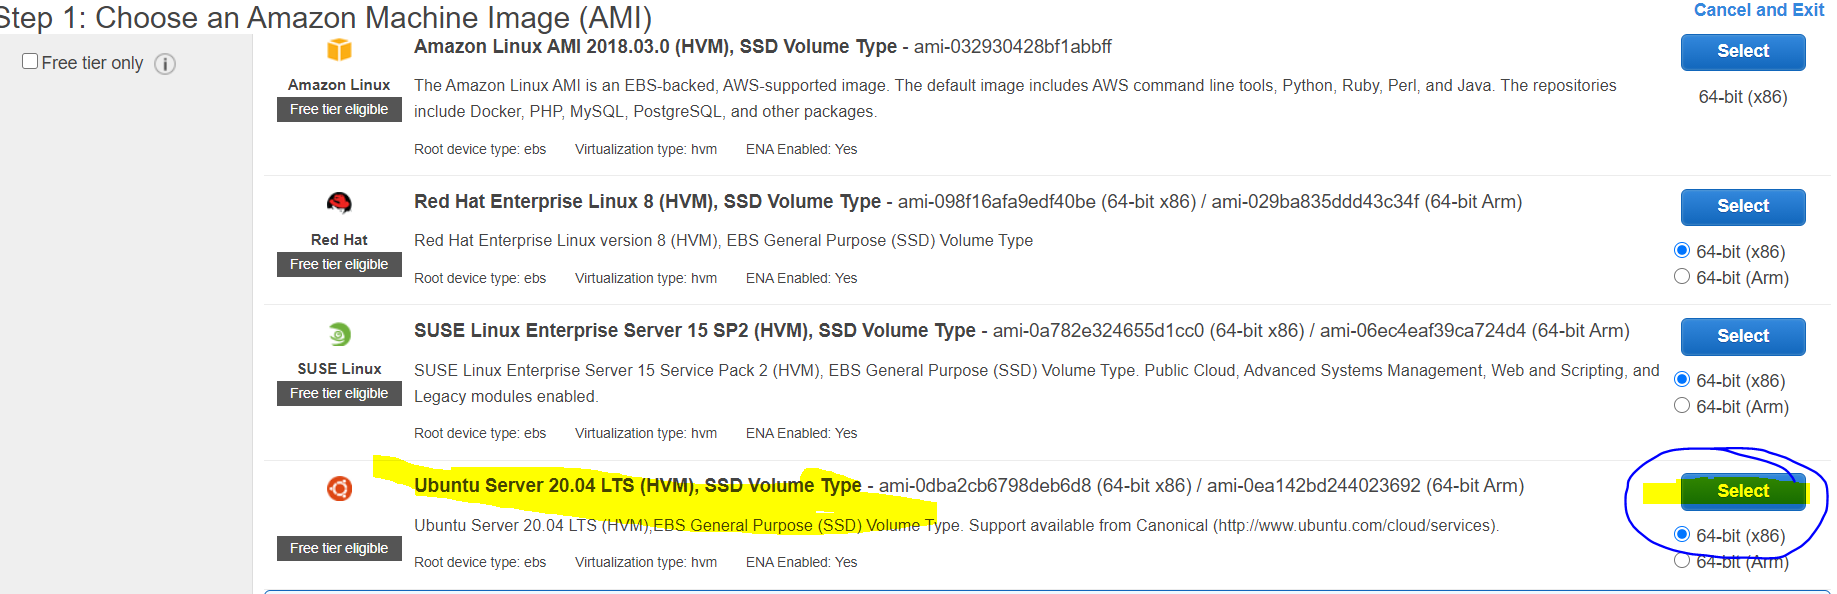 Step 1: Choose an Amazon Machine Image (AMI)
Cancel and Exit
Free tier only
Amazon Linux
Free tier eligible
Amazon Linux AMI 2018.03.0 (HVM), SSD Volume Type - ami-032930428bf1abbff
The Amazon Linux AMI is an EBS-backed, AWS-supported image. The default image includes AWS command line tools, Python, Ruby, Perl, and Java. The repositories
include Docker, PHP, MySQL, PostgreSQL, and other packages.
Root device type: ebs Virtualization type: hvm ENA Enabled: Yes
Select
64-bit (x86)
Red Hat
Free tier eligible
Red Hat Enterprise Linux 8 (HVM), SSD Volume Type - ami-098f16afa9edf40be (64-bit x86) / ami-029ba835ddd43c34f (64-bit Arm)
Red Hat Enterprise Linux version 8 (HVM), EBS General Purpose (SSD) Volume Type
Root device type: ebs Virtualization type: hvm ENA Enabled: Yes
Select
64-bit (x86)
64-bit (Arm)
SUSE Linux
Free tier eligible
SUSE Linux Enterprise Server 15 SP2 (HVM), SSD Volume Type - ami-0a782e324655d1cc0 (64-bit x86) / ami-06ec4eaf39ca724d4 (64-bit Arm)
SUSE Linux Enterprise Server 15 Service Pack 2 (HVM), EBS General Purpose (SSD) Volume Type. Public Cloud, Advanced Systems Management, Web and Scripting, and
Legacy modules enabled.
Root device type: ebs Virtualization type: hvm ENA Enabled: Yes
Select
64-bit (x86)
64-bit (Arm)
Free tier eligible
Ubuntu Server 20.04 LTS (HVM), SSD Volume Type - ami-0dba2cb6798deb6d8 (64-bit x86) / ami-0ea142bd244023692 (64-bit Arm)
Ubuntu Server 20.04 LTS (HVM),EBS General Purpose (SSD) Volume Type. Support available from Canonical (http://www.ubuntu.com/cloud/services).
Root device type: ebs Virtualization type: hvm ENA Enabled: Yes
Select
64-bit (x86)
64-bit (Arm)